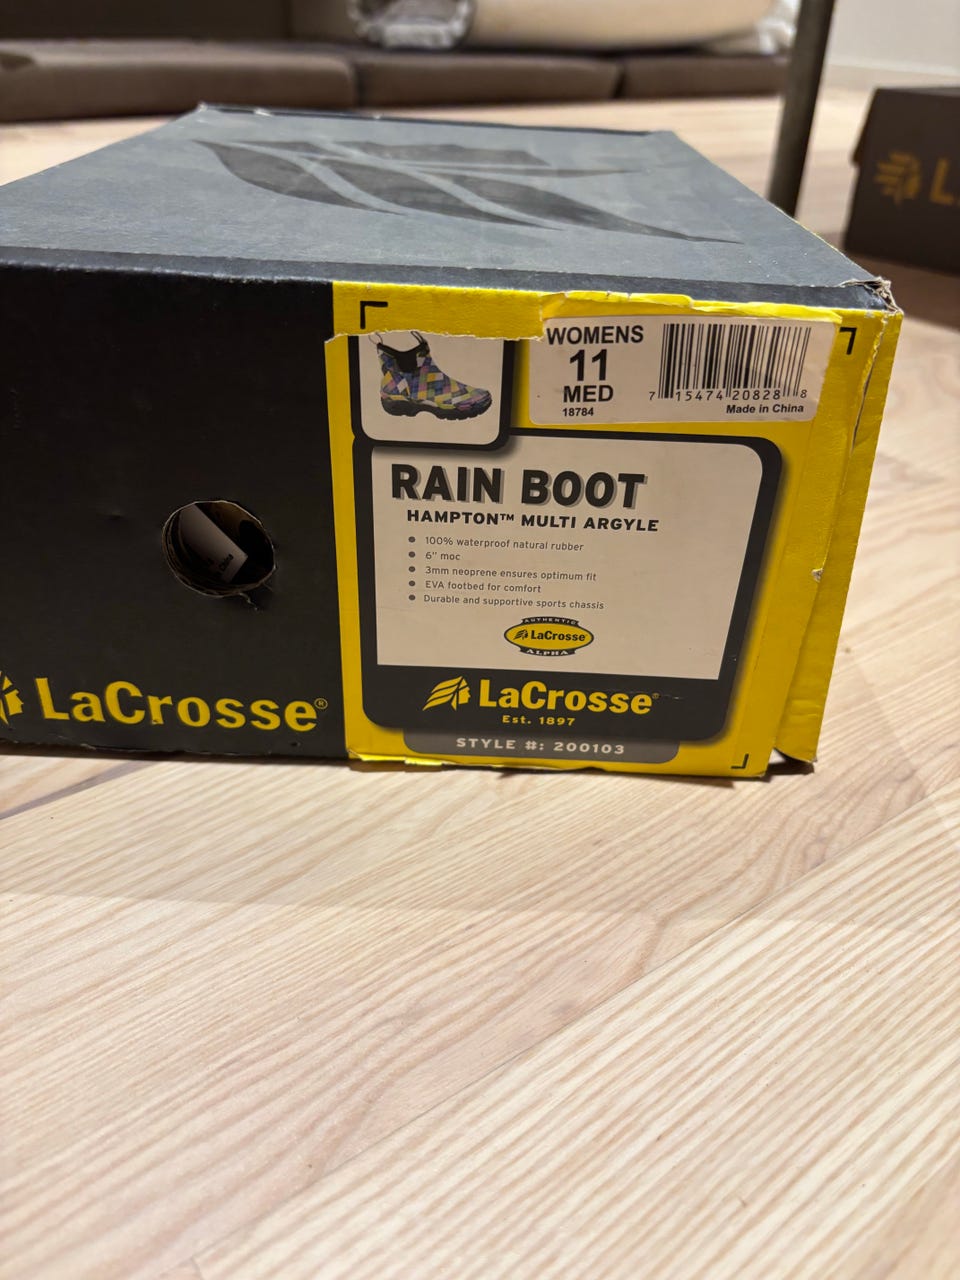 WOMENS
11
MED
18784
7 15474 20828 8
Made in China
RAIN BOOT
HAMPTON™ MULTI ARGYLE
● 100% waterproof natural rubber
● 6" moc
● 3mm neoprene ensures optimum fit
● EVA footbed for comfort
● Durable and supportive sports chassis
AUTHENTIC
LaCrosse
ALPHA
LaCrosse®
Est. 1897
STYLE #: 200103
LaCrosse®
China
L